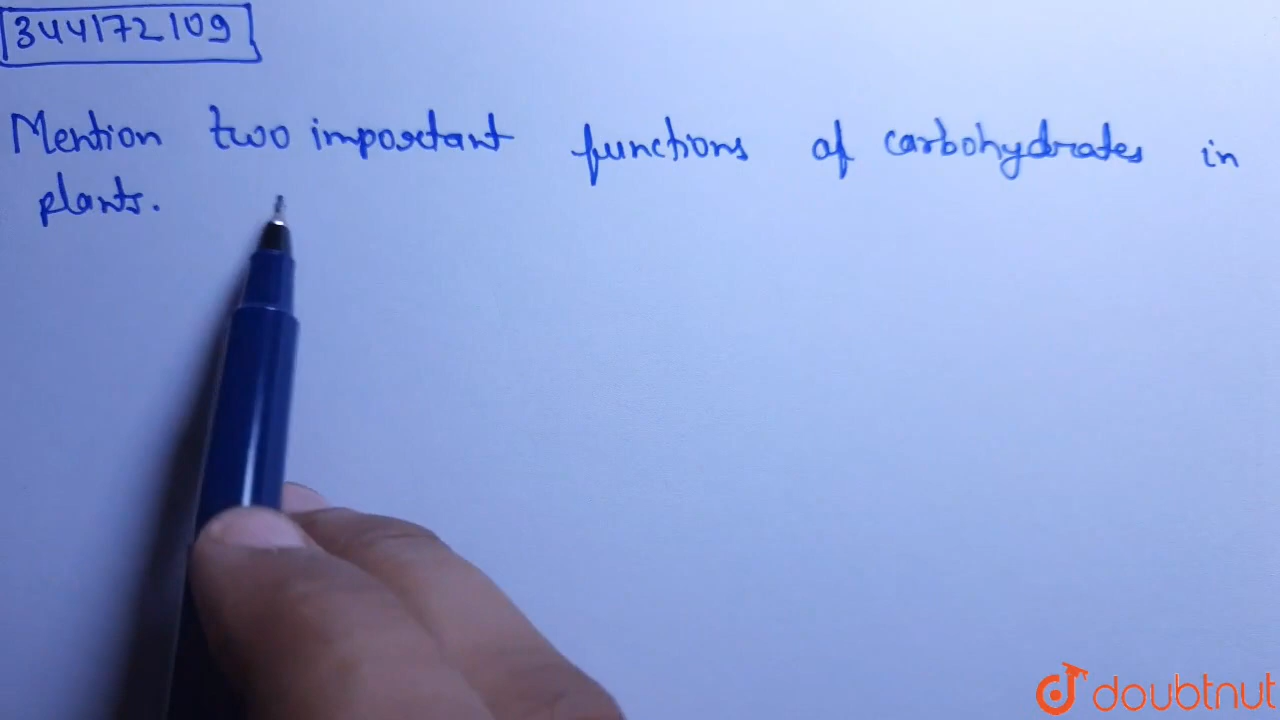 344172109
Mention two important functions of carbohydrates in
plants.
doubtnut